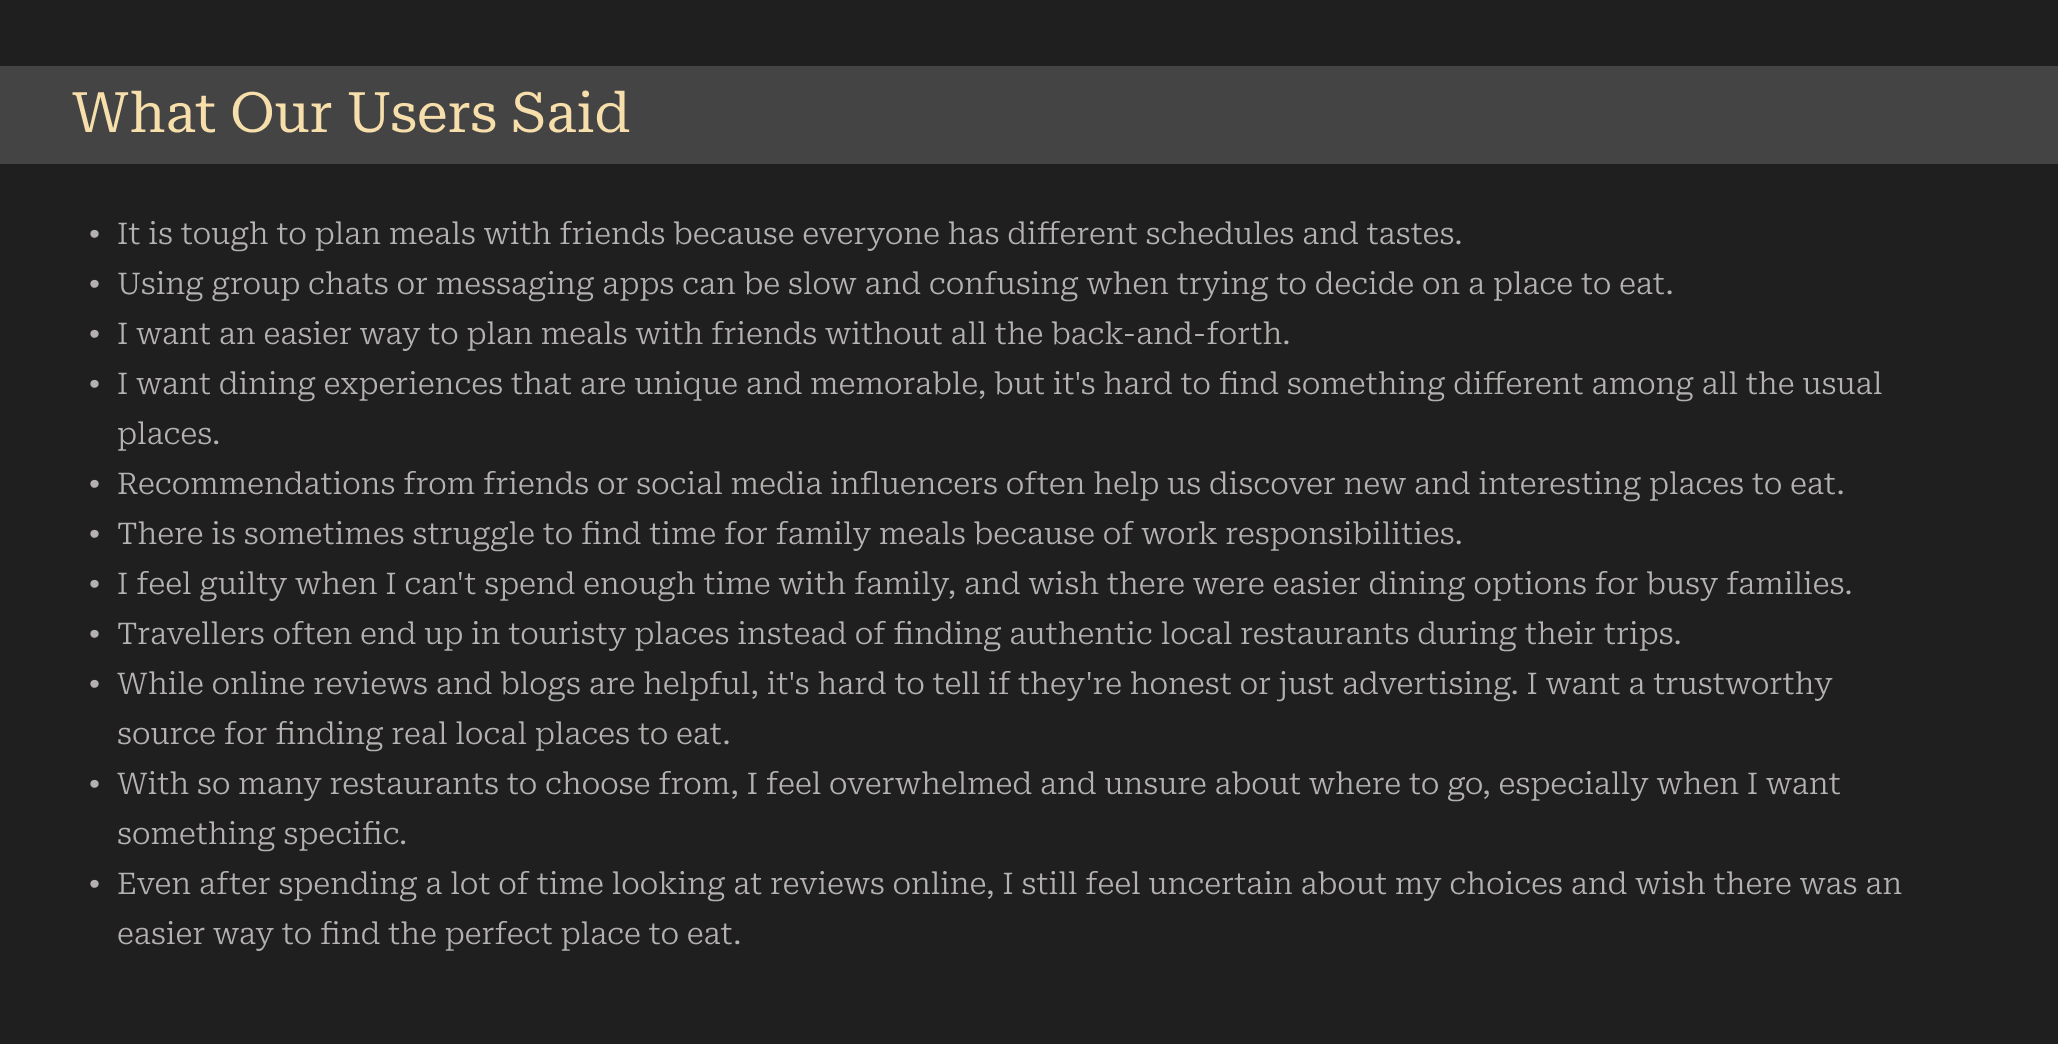 What Our Users Said
• It is tough to plan meals with friends because everyone has different schedules and tastes.
• Using group chats or messaging apps can be slow and confusing when trying to decide on a place to eat.
• I want an easier way to plan meals with friends without all the back-and-forth.
• I want dining experiences that are unique and memorable, but it's hard to find something different among all the usual
places.
• Recommendations from friends or social media influencers often help us discover new and interesting places to eat.
• There is sometimes struggle to find time for family meals because of work responsibilities.
• I feel guilty when I can't spend enough time with family, and wish there were easier dining options for busy families.
• Travellers often end up in touristy places instead of finding authentic local restaurants during their trips.
• While online reviews and blogs are helpful, it's hard to tell if they're honest or just advertising. I want a trustworthy
source for finding real local places to eat.
• With so many restaurants to choose from, I feel overwhelmed and unsure about where to go, especially when I want
something specific.
• Even after spending a lot of time looking at reviews online, I still feel uncertain about my choices and wish there was an
easier way to find the perfect place to eat.